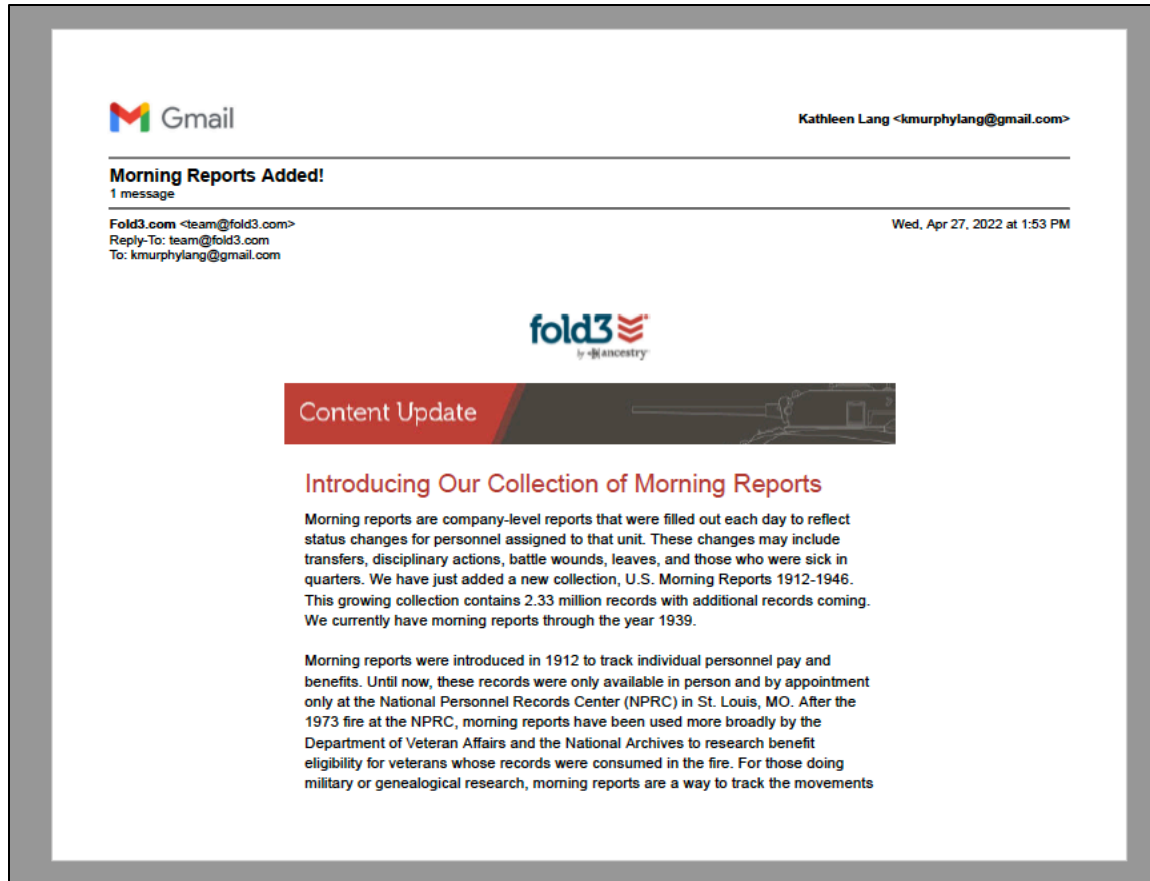 Gmail
Kathleen Lang <kmurphylang@gmail.com>
Morning Reports Added!
1 message
Fold3.com <team@fold3.com>
Wed, Apr 27, 2022 at 1:53 PM
Reply-To: team@fold3.com
To: kmurphylang@gmail.com
fold3
by ancestry
Content Update
Introducing Our Collection of Morning Reports
Morning reports are company-level reports that were filled out each day to reflect
status changes for personnel assigned to that unit. These changes may include
transfers, disciplinary actions, battle wounds, leaves, and those who were sick in
quarters. We have just added a new collection, U.S. Morning Reports 1912-1946.
This growing collection contains 2.33 million records with additional records coming.
We currently have morning reports through the year 1939.
Morning reports were introduced in 1912 to track individual personnel pay and
benefits. Until now, these records were only available in person and by appointment
only at the National Personnel Records Center (NPRC) in St. Louis, MO. After the
1973 fire at the NPRC, morning reports have been used more broadly by the
Department of Veteran Affairs and the National Archives to research benefit
eligibility for veterans whose records were consumed in the fire. For those doing
military or genealogical research, morning reports are a way to track the movements